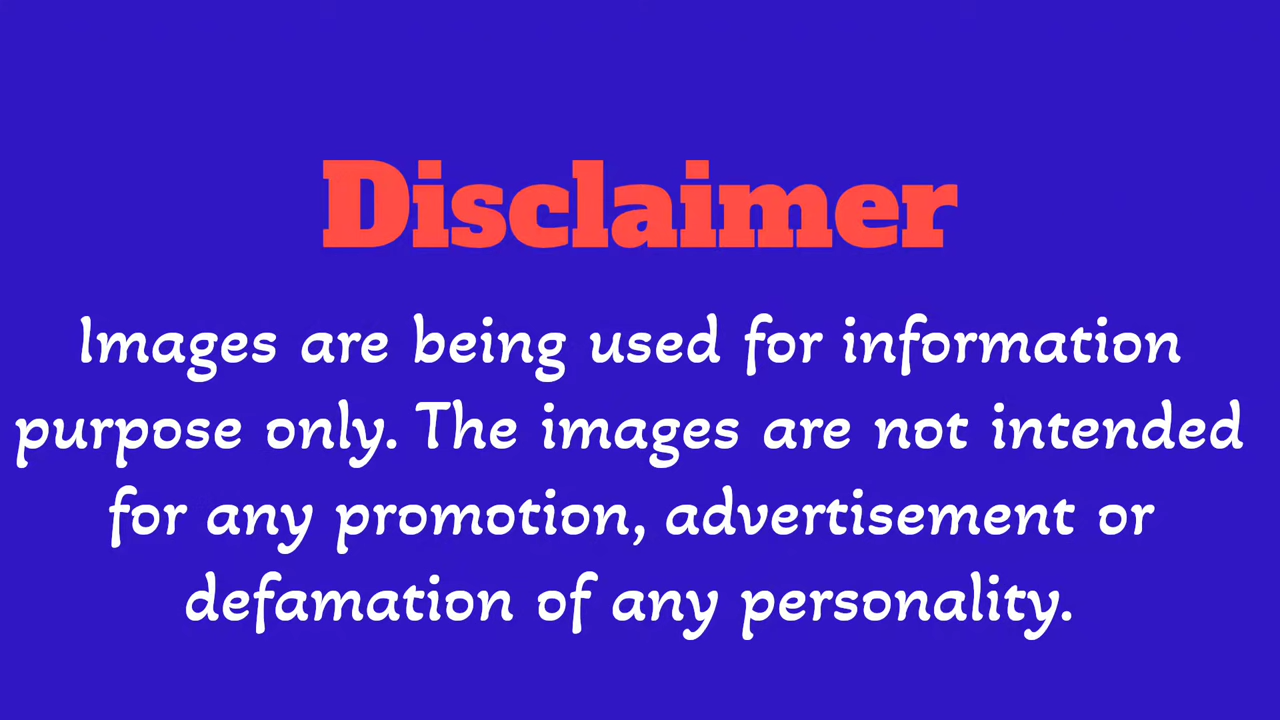 Disclaimer
Images are being used for information
purpose only. The images are not intended
for any promotion, advertisement or
defamation of any personality.